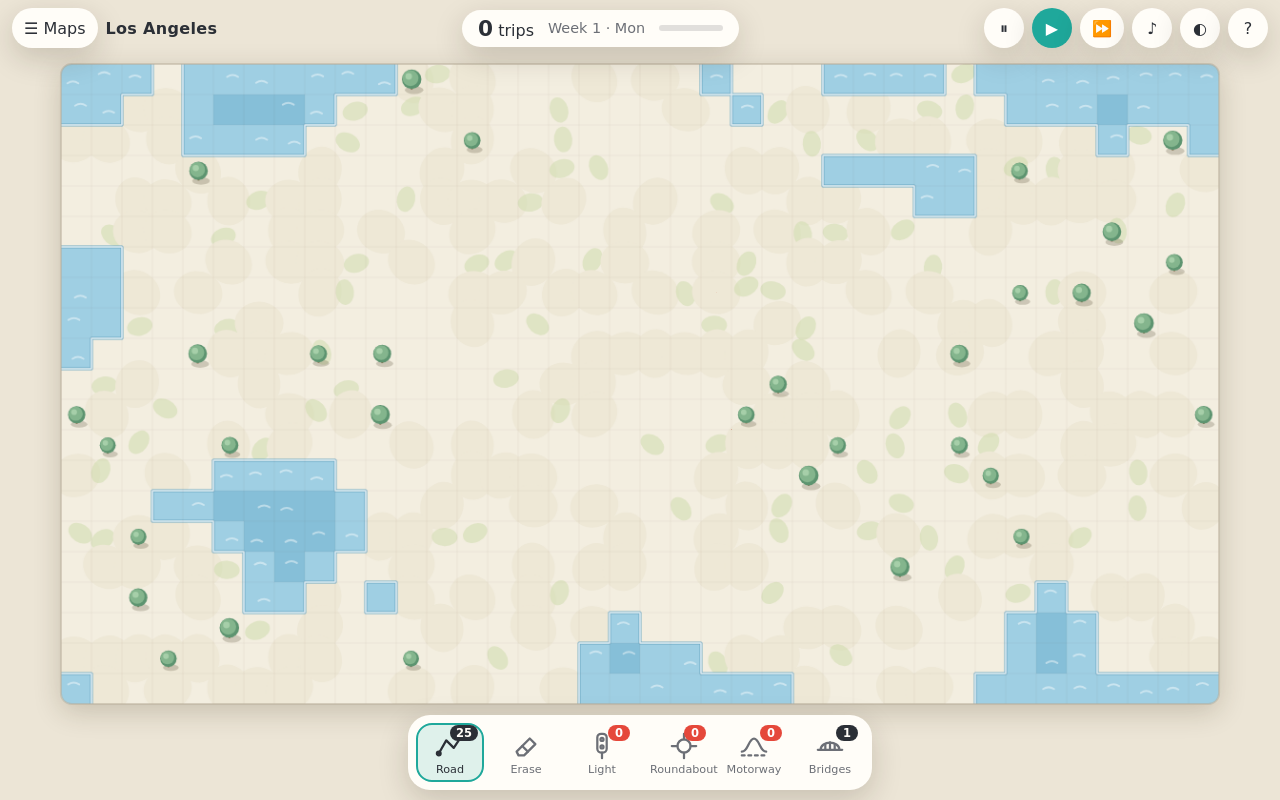 ☰ Maps
Los Angeles
0 trips Week 1 · Mon
?
25
Road
Erase
0
Light
0
Roundabout
0
Motorway
1
Bridges